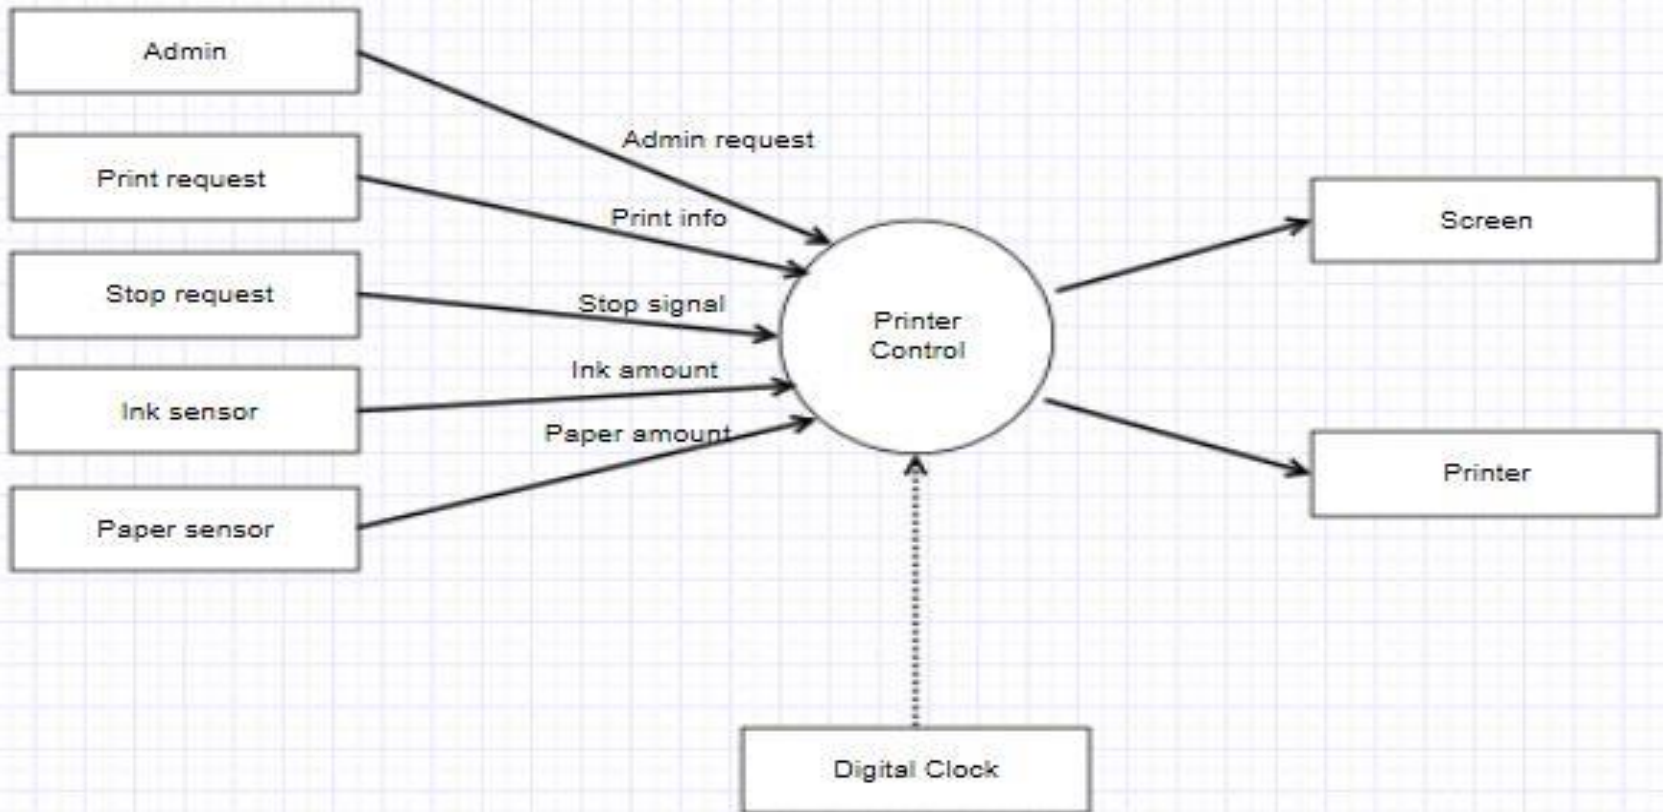 Admin
Admin request
Print request
Print info
Stop request
Stop signal
Ink sensor
Ink amount
Paper sensor
Paper amount
Printer
Control
Screen
Printer
Digital Clock